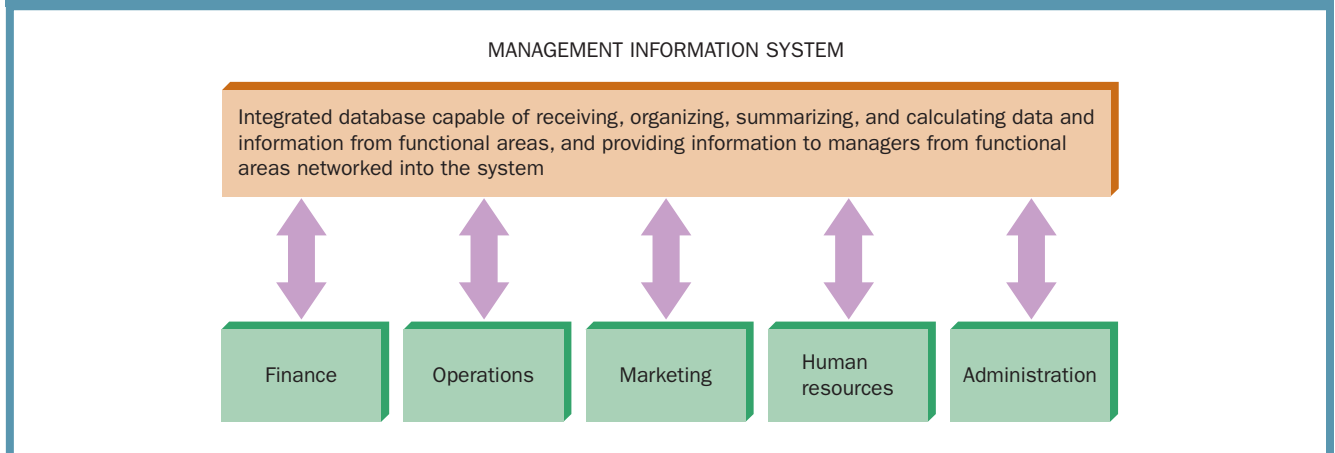 MANAGEMENT INFORMATION SYSTEM
Integrated database capable of receiving, organizing, summarizing, and calculating data and
information from functional areas, and providing information to managers from functional
areas networked into the system
Finance
Operations
Marketing
Human
resources
Administration